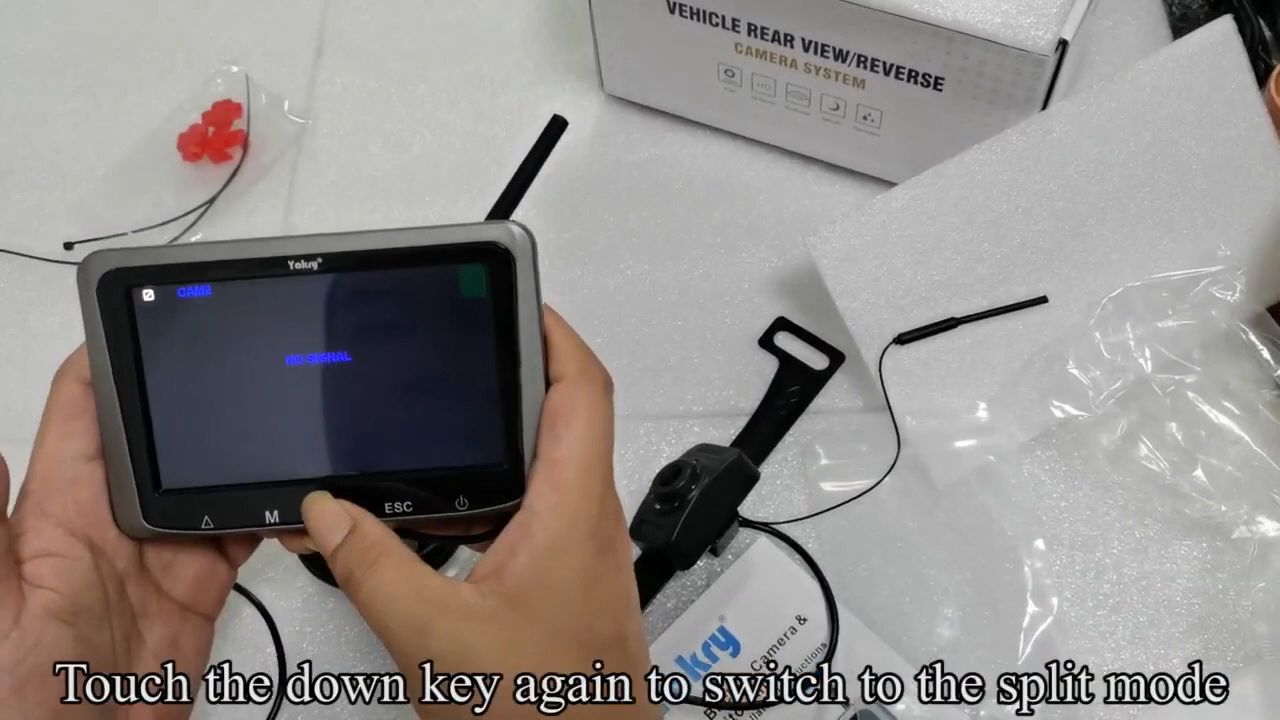 VEHICLE REAR VIEW/REVERSE
CAMERA SYSTEM
Yakry®
CAM2
NO SIGNAL
M
ESC
kry®
Camera &
Touch the down key again to switch to the split mode